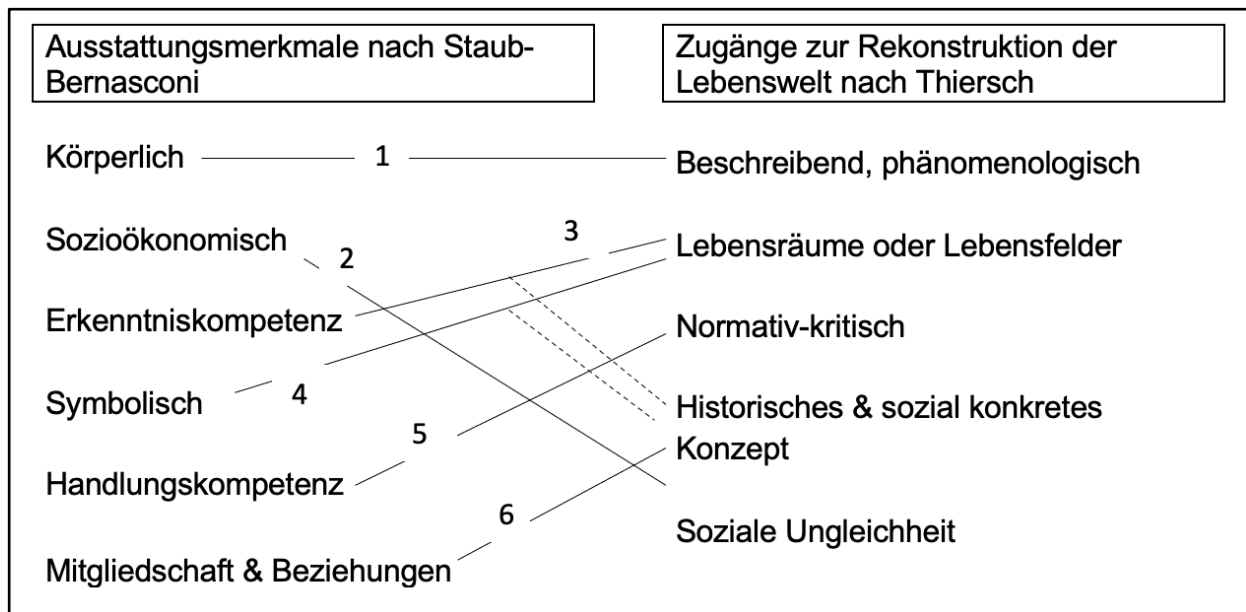 Ausstattungsmerkmale nach Staub-
Bernasconi
Zugänge zur Rekonstruktion der
Lebenswelt nach Thiersch
Körperlich
1
Beschreibend, phänomenologisch
Sozioökonomisch
2
3
Lebensräume oder Lebensfelder
Erkenntniskompetenz
Normativ-kritisch
Symbolisch
4
Historisches & sozial konkretes
Konzept
5
Handlungskompetenz
6
Soziale Ungleichheit
Mitgliedschaft & Beziehungen